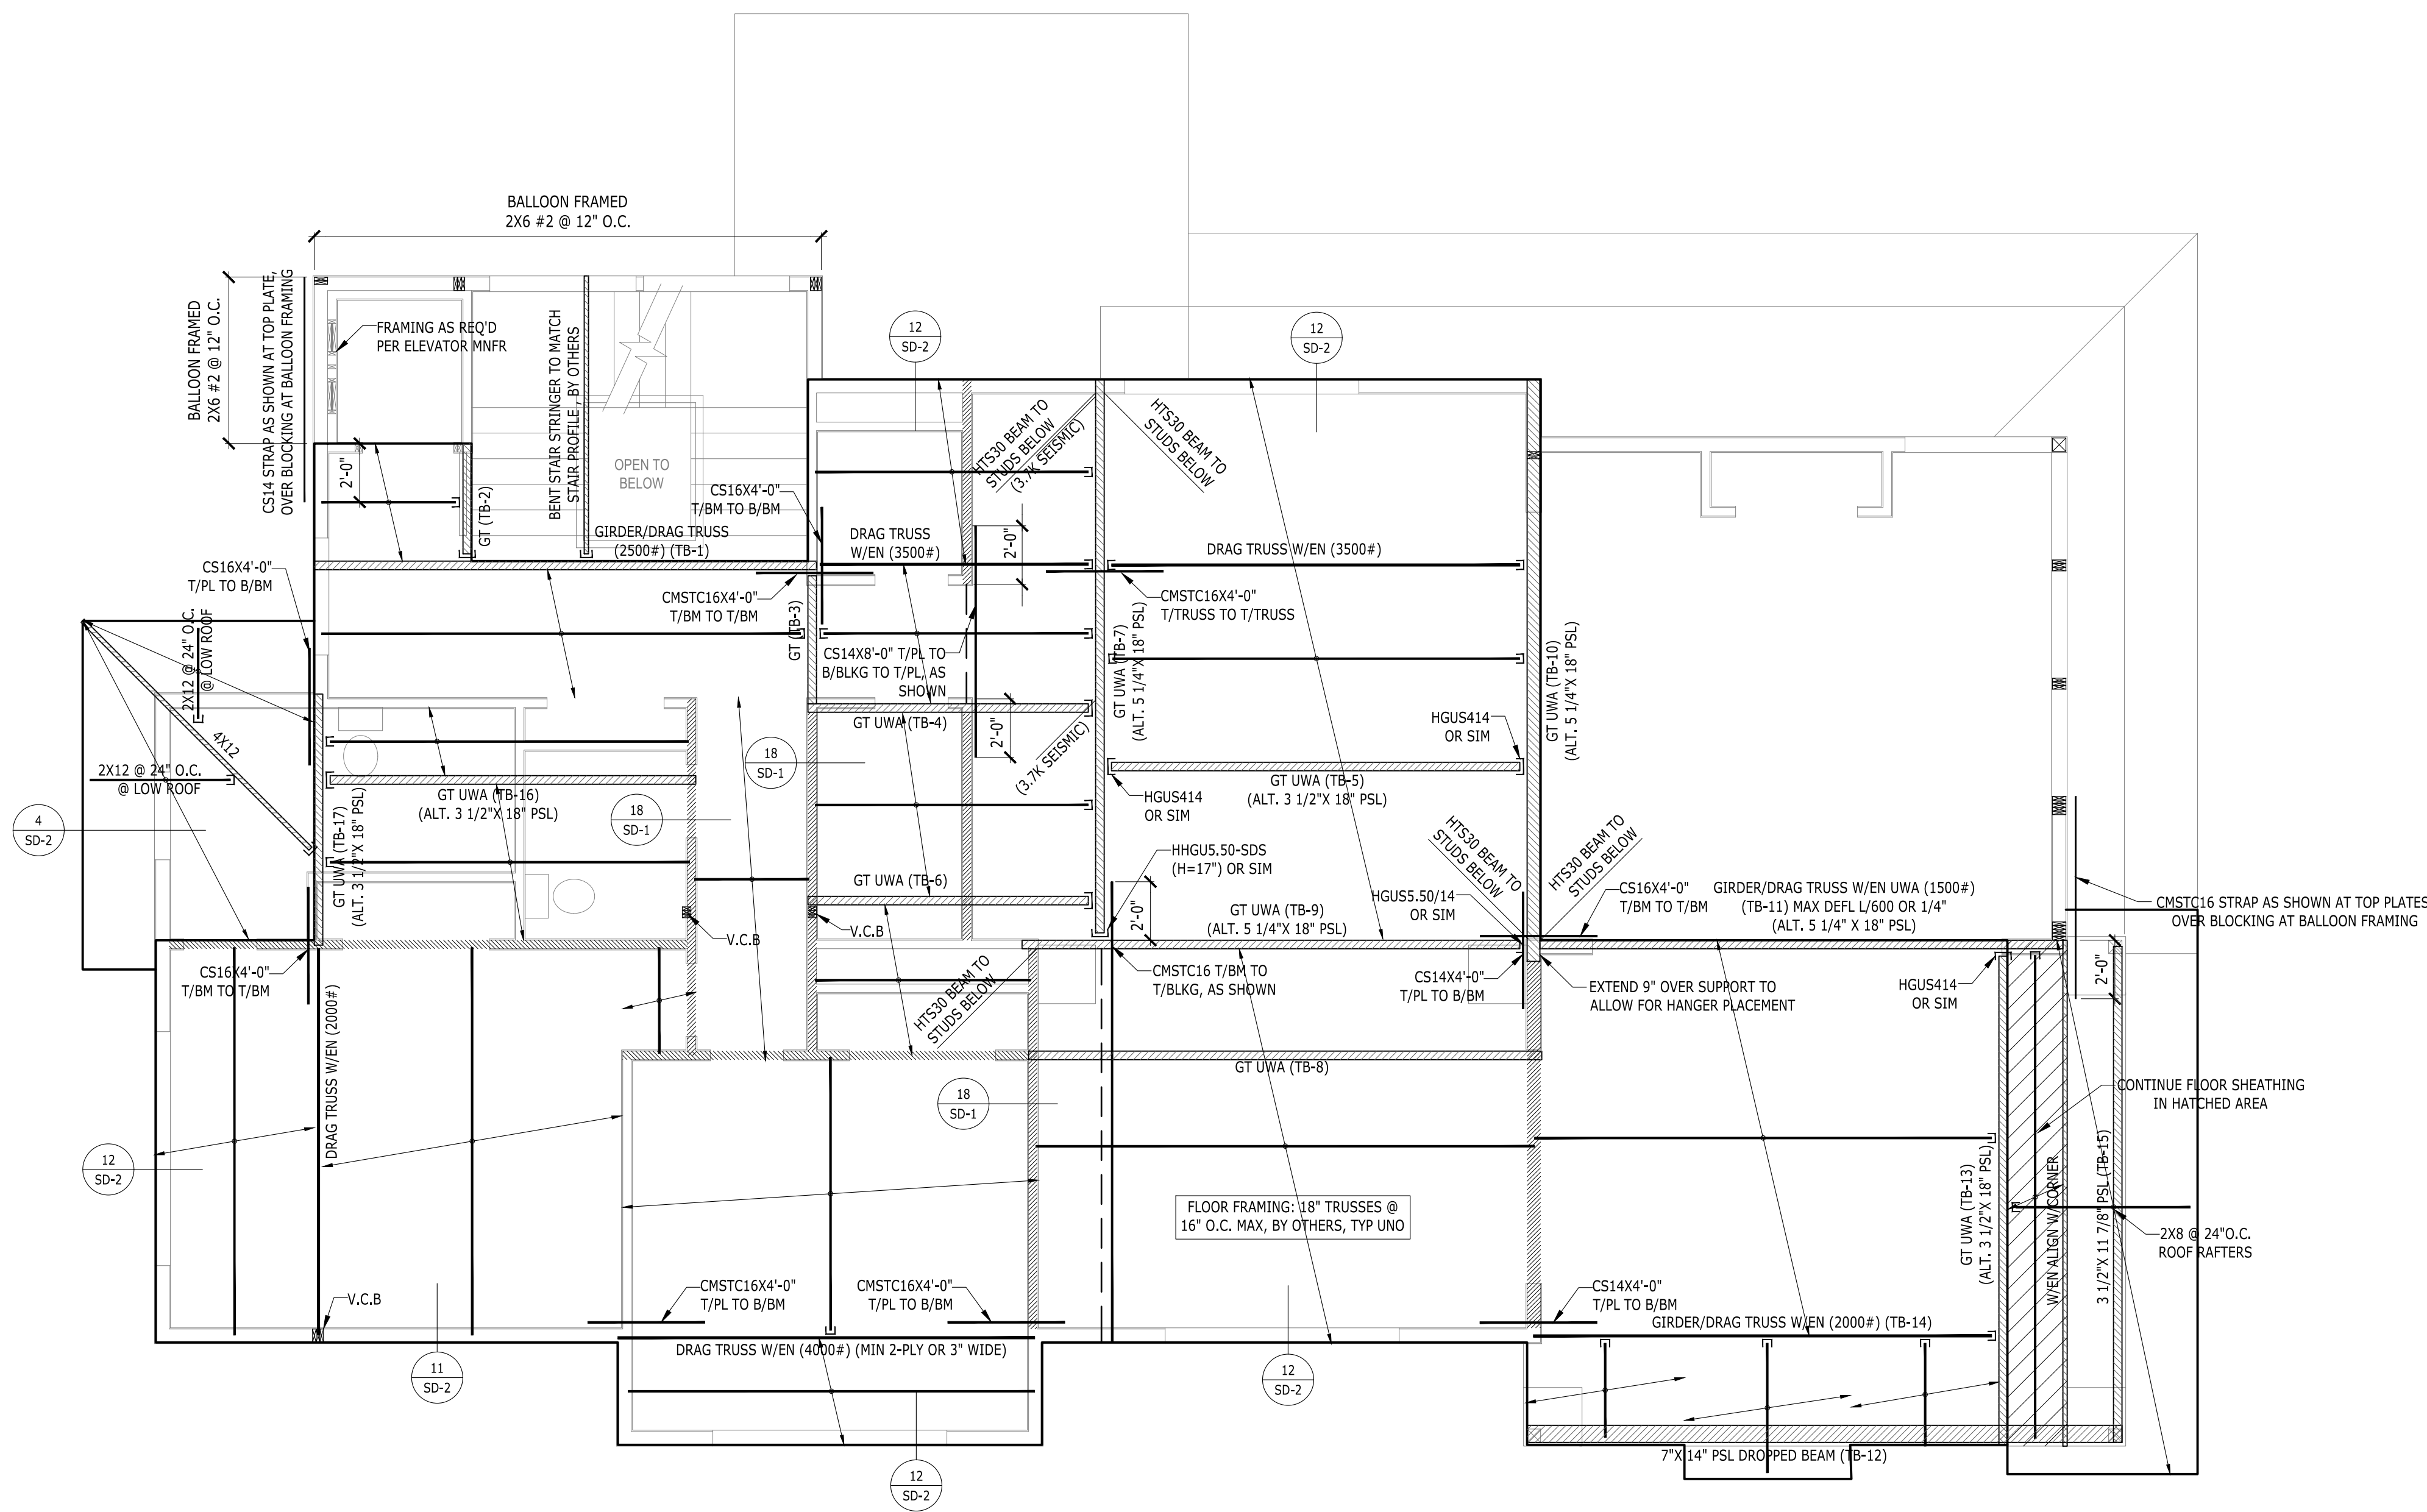 BALLOON FRAMED
2X6 #2 @ 12" O.C.
BALLOON FRAMED
2X6 #2 @ 12" O.C.
CS14 STRAP AS SHOWN AT TOP PLATE,
OVER BLOCKING AT BALLOON FRAMING
FRAMING AS REQ'D
PER ELEVATOR MNFR
BENT STAIR STRINGER TO MATCH
STAIR PROFILE , BY OTHERS
12
SD-2
12
SD-2
HTS30 BEAM TO
STUDS BELOW
(3.7K SEISMIC)
HTS30 BEAM TO
STUDS BELOW
2'-0"
GT (TB-2)
OPEN TO
BELOW
CS16X4'-0"
T/BM TO B/BM
GIRDER/DRAG TRUSS
(2500#) (TB-1)
DRAG TRUSS
W/EN (3500#)
2'-0"
DRAG TRUSS W/EN (3500#)
CS16X4'-0"
T/PL TO B/BM
CMSTC16X4'-0"
T/BM TO T/BM
GT (TB-3)
CMSTC16X4'-0"
T/TRUSS TO T/TRUSS
2X12 @ 24" O.C.
@ LOW ROOF
CS14X8'-0" T/PL TO
B/BLKG TO T/PL, AS
SHOWN
GT UWA (TB-7)
(ALT. 5 1/4"X 18" PSL)
GT UWA (TB-10)
(ALT. 5 1/4"X 18" PSL)
GT UWA (TB-4)
2'-0"
(3.7K SEISMIC)
HGUS414
OR SIM
4X12
2X12 @ 24" O.C.
@ LOW ROOF
18
SD-1
GT UWA (TB-5)
(ALT. 3 1/2"X 18" PSL)
GT UWA (TB-16)
(ALT. 3 1/2"X 18" PSL)
HGUS414
OR SIM
4
SD-2
18
SD-1
GT UWA (TB-17)
(ALT. 3 1/2"X 18" PSL)
HHGU5.50-SDS
(H=17") OR SIM
HTS30 BEAM TO
STUDS BELOW
HTS30 BEAM TO
STUDS BELOW
GT UWA (TB-6)
2'-0"
GT UWA (TB-9)
(ALT. 5 1/4"X 18" PSL)
HGUS5.50/14
OR SIM
CS16X4'-0"
T/BM TO T/BM
GIRDER/DRAG TRUSS W/EN UWA (1500#)
(TB-11) MAX DEFL L/600 OR 1/4"
(ALT. 5 1/4" X 18" PSL)
CMSTC16 STRAP AS SHOWN AT TOP PLATES
OVER BLOCKING AT BALLOON FRAMING
V.C.B
V.C.B
CS16X4'-0"
T/BM TO T/BM
HTS30 BEAM TO
STUDS BELOW
CMSTC16 T/BM TO
T/BLKG, AS SHOWN
CS14X4'-0"
T/PL TO B/BM
EXTEND 9" OVER SUPPORT TO
ALLOW FOR HANGER PLACEMENT
HGUS414
OR SIM
2'-0"
DRAG TRUSS W/EN (2000#)
GT UWA (TB-8)
18
SD-1
CONTINUE FLOOR SHEATHING
IN HATCHED AREA
12
SD-2
FLOOR FRAMING: 18" TRUSSES @
16" O.C. MAX, BY OTHERS, TYP UNO
GT UWA (TB-13)
(ALT. 3 1/2"X 18" PSL)
W/EN ALIGN W/CORNER
3 1/2"X 11 7/8" PSL (TB-15)
2X8 @ 24"O.C.
ROOF RAFTERS
V.C.B
CMSTC16X4'-0"
T/PL TO B/BM
CMSTC16X4'-0"
T/PL TO B/BM
CS14X4'-0"
T/PL TO B/BM
GIRDER/DRAG TRUSS W/EN (2000#) (TB-14)
DRAG TRUSS W/EN (4000#) (MIN 2-PLY OR 3" WIDE)
11
SD-2
12
SD-2
7"X 14" PSL DROPPED BEAM (TB-12)
12
SD-2